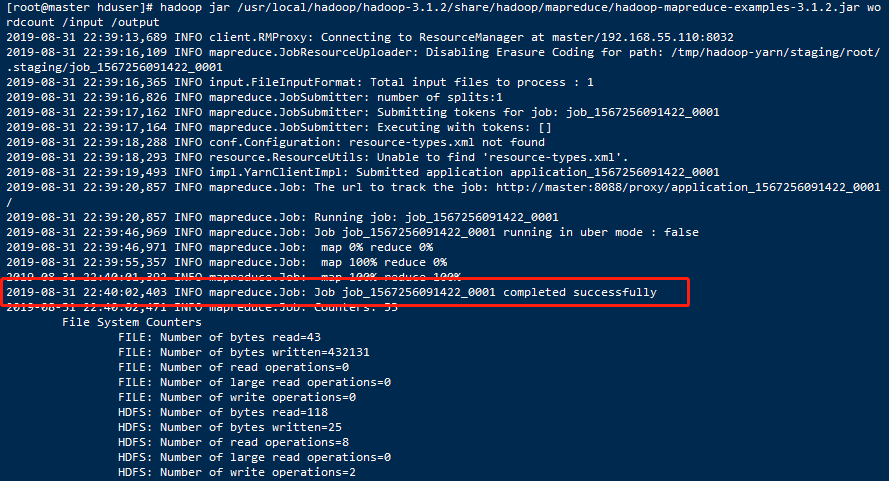 [root@master hduser]# hadoop jar /usr/local/hadoop/hadoop-3.1.2/share/hadoop/mapreduce/hadoop-mapreduce-examples-3.1.2.jar wo
rdcount /input /output
2019-08-31 22:39:13,689 INFO client.RMProxy: Connecting to ResourceManager at master/192.168.55.110:8032
2019-08-31 22:39:16,109 INFO mapreduce.JobResourceUploader: Disabling Erasure Coding for path: /tmp/hadoop-yarn/staging/root/
.staging/job_1567256091422_0001
2019-08-31 22:39:16,365 INFO input.FileInputFormat: Total input files to process : 1
2019-08-31 22:39:16,826 INFO mapreduce.JobSubmitter: number of splits:1
2019-08-31 22:39:17,162 INFO mapreduce.JobSubmitter: Submitting tokens for job: job_1567256091422_0001
2019-08-31 22:39:17,164 INFO mapreduce.JobSubmitter: Executing with tokens: []
2019-08-31 22:39:18,288 INFO conf.Configuration: resource-types.xml not found
2019-08-31 22:39:18,293 INFO resource.ResourceUtils: Unable to find 'resource-types.xml'.
2019-08-31 22:39:19,493 INFO impl.YarnClientImpl: Submitted application application_1567256091422_0001
2019-08-31 22:39:20,857 INFO mapreduce.Job: The url to track the job: http://master:8088/proxy/application_1567256091422_0001
/
2019-08-31 22:39:20,857 INFO mapreduce.Job: Running job: job_1567256091422_0001
2019-08-31 22:39:46,969 INFO mapreduce.Job: Job job_1567256091422_0001 running in uber mode : false
2019-08-31 22:39:46,971 INFO mapreduce.Job:  map 0% reduce 0%
2019-08-31 22:39:55,357 INFO mapreduce.Job:  map 100% reduce 0%
2019-08-31 22:40:01,392 INFO mapreduce.Job:  map 100% reduce 100%
2019-08-31 22:40:02,403 INFO mapreduce.Job: Job job_1567256091422_0001 completed successfully
2019-08-31 22:40:02,471 INFO mapreduce.Job: Counters: 53
File System Counters
FILE: Number of bytes read=43
FILE: Number of bytes written=432131
FILE: Number of read operations=0
FILE: Number of large read operations=0
FILE: Number of write operations=0
HDFS: Number of bytes read=118
HDFS: Number of bytes written=25
HDFS: Number of read operations=8
HDFS: Number of large read operations=0
HDFS: Number of write operations=2